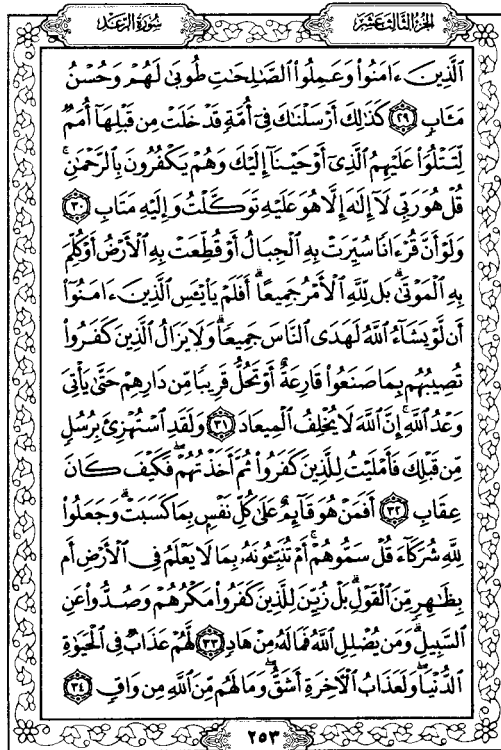 الجزء الثالث عشر
سورة الرعد
ٱلَّذِينَ ءَامَنُوا۟ وَعَمِلُوا۟ ٱلصَّٰلِحَٰتِ طُوبَىٰ لَهُمْ وَحُسْنُ
مَـَٔابٍ ٢٩ كَذَٰلِكَ أَرْسَلْنَٰكَ فِىٓ أُمَّةٍ قَدْ خَلَتْ مِن قَبْلِهَآ أُمَمٌ
لِّتَتْلُوَا۟ عَلَيْهِمُ ٱلَّذِىٓ أَوْحَيْنَآ إِلَيْكَ وَهُمْ يَكْفُرُونَ بِٱلرَّحْمَٰنِ ۚ
قُلْ هُوَ رَبِّى لَآ إِلَٰهَ إِلَّا هُوَ عَلَيْهِ تَوَكَّلْتُ وَإِلَيْهِ مَتَابِ ٣٠
وَلَوْ أَنَّ قُرْءَانًا سُيِّرَتْ بِهِ ٱلْجِبَالُ أَوْ قُطِّعَتْ بِهِ ٱلْأَرْضُ أَوْ كُلِّمَ
بِهِ ٱلْمَوْتَىٰ ۗ بَل لِّلَّهِ ٱلْأَمْرُ جَمِيعًا ۗ أَفَلَمْ يَا۟يْـَٔسِ ٱلَّذِينَ ءَامَنُوٓا۟
أَن لَّوْ يَشَآءُ ٱللَّهُ لَهَدَى ٱلنَّاسَ جَمِيعًا ۗ وَلَا يَزَالُ ٱلَّذِينَ كَفَرُوا۟
تُصِيبُهُم بِمَا صَنَعُوا۟ قَارِعَةٌ أَوْ تَحُلُّ قَرِيبًا مِّن دَارِهِمْ حَتَّىٰ يَأْتِىَ
وَعْدُ ٱللَّهِ ۚ إِنَّ ٱللَّهَ لَا يُخْلِفُ ٱلْمِيعَادَ ٣١ وَلَقَدِ ٱسْتُهْزِئَ بِرُسُلٍ
مِّن قَبْلِكَ فَأَمْلَيْتُ لِلَّذِينَ كَفَرُوا۟ ثُمَّ أَخَذْتُهُمْ ۖ فَكَيْفَ كَانَ
عِقَابِ ٣٢ أَفَمَنْ هُوَ قَآئِمٌ عَلَىٰ كُلِّ نَفْسٍۭ بِمَا كَسَبَتْ ۗ وَجَعَلُوا۟
لِلَّهِ شُرَكَآءَ قُلْ سَمُّوهُمْ ۚ أَمْ تُنَبِّـُٔونَهُۥ بِمَا لَا يَعْلَمُ فِى ٱلْأَرْضِ أَم
بِظَٰهِرٍ مِّنَ ٱلْقَوْلِ ۗ بَلْ زُيِّنَ لِلَّذِينَ كَفَرُوا۟ مَكْرُهُمْ وَصُدُّوا۟ عَنِ
ٱلسَّبِيلِ ۗ وَمَن يُضْلِلِ ٱللَّهُ فَمَا لَهُۥ مِنْ هَادٍ ٣٣ لَّهُمْ عَذَابٌ فِى ٱلْحَيَوٰةِ
ٱلدُّنْيَا ۖ وَلَعَذَابُ ٱلْءَاخِرَةِ أَشَقُّ ۖ وَمَا لَهُم مِّنَ ٱللَّهِ مِن وَاقٍ ٣٤
٢٥٣